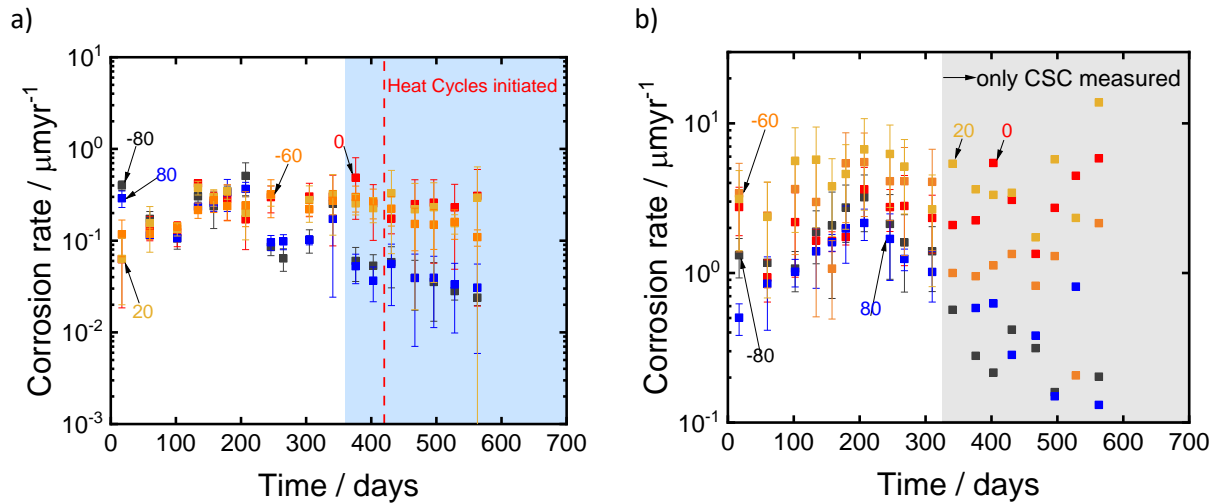 a)
b)
Corrosion rate / μmyr⁻¹
10¹
10⁰
10⁻¹
10⁻²
10⁻³
Heat Cycles initiated
-80
80
20
-60
0
0 100 200 300 400 500 600 700
Time / days
Corrosion rate / μmyr⁻¹
10¹
10⁰
10⁻¹
only CSC measured
-60
-80
80
20
0
0 100 200 300 400 500 600 700
Time / days